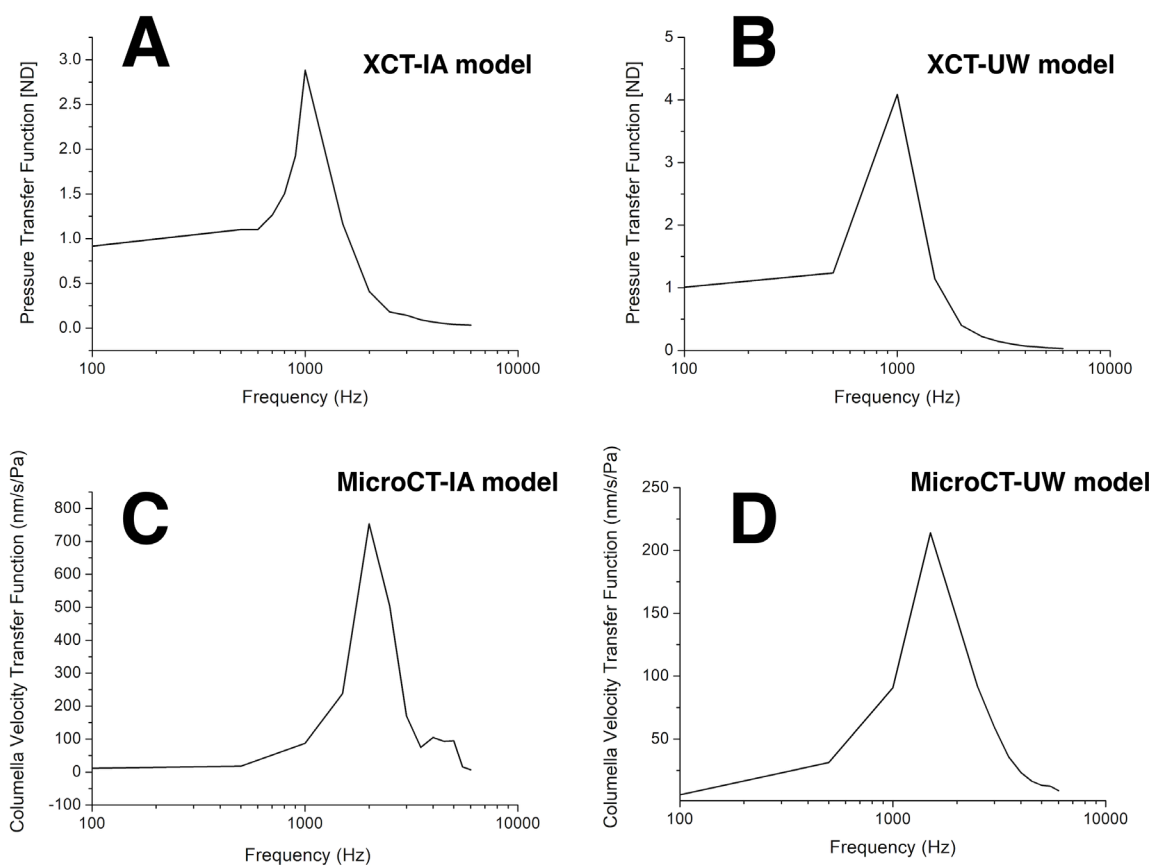 A
XCT-IA model
Pressure Transfer Function [ND]
3.0
2.5
2.0
1.5
1.0
0.5
0.0
100
1000
10000
Frequency (Hz)
B
XCT-UW model
Pressure Transfer Function [ND]
5
4
3
2
1
0
100
1000
10000
Frequency (Hz)
C
MicroCT-IA model
Columella Velocity Transfer Function (nm/s/Pa)
800
700
600
500
400
300
200
100
0
-100
100
1000
10000
Frequency (Hz)
D
MicroCT-UW model
Columella Velocity Transfer Function (nm/s/Pa)
250
200
150
100
50
100
1000
10000
Frequency (Hz)